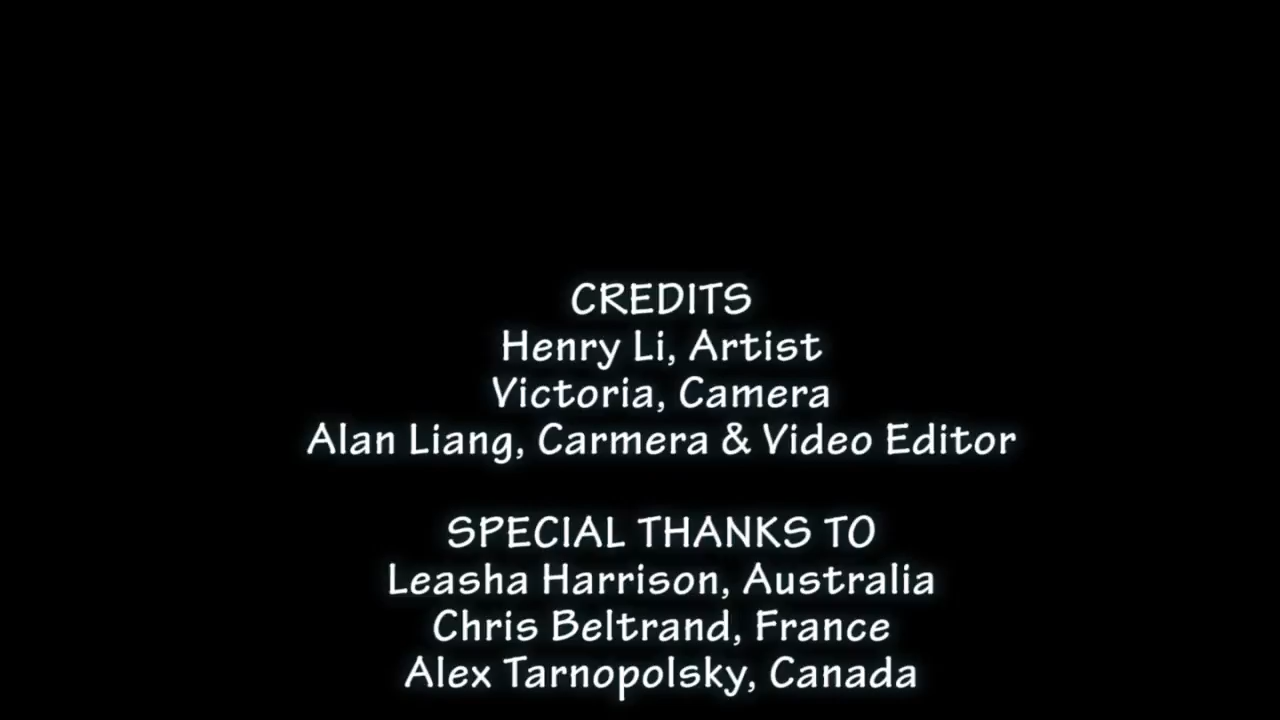 CREDITS
Henry Li, Artist
Victoria, Camera
Alan Liang, Carmera & Video Editor
SPECIAL THANKS TO
Leasha Harrison, Australia
Chris Beltrand, France
Alex Tarnopolsky, Canada